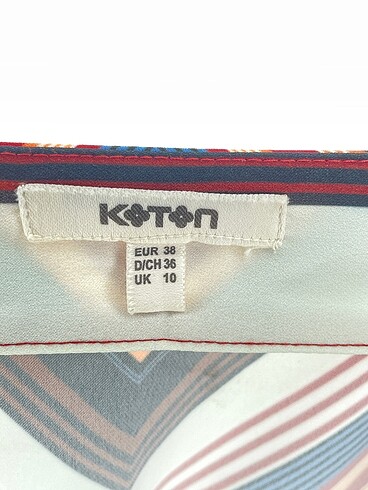 KOTON
EUR 38
D/CH 36
UK 10